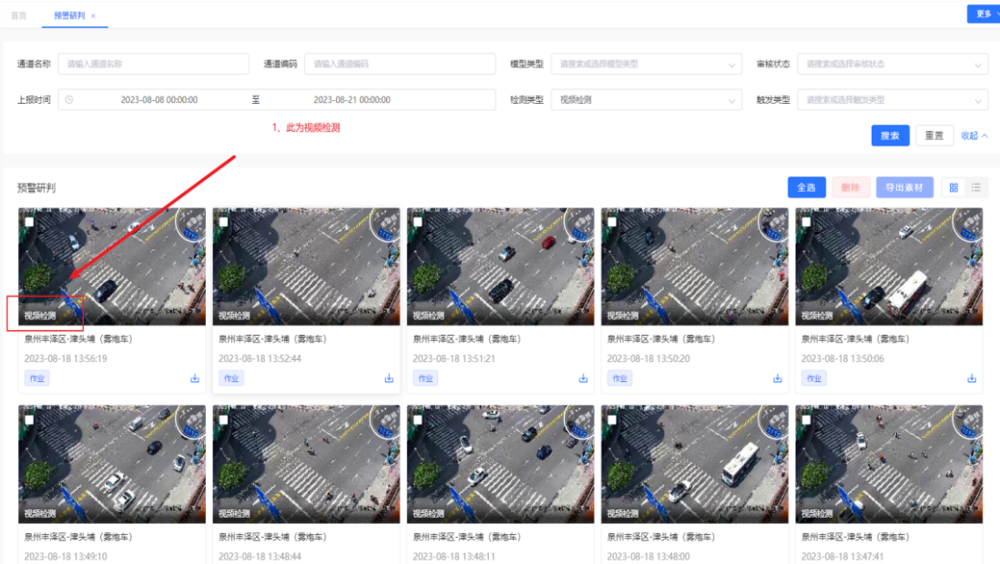 首页 预警研判 × 更多
通道名称 请输入通道名称 通道编码 请输入通道编码 模型类型 请搜索或选择模型类型 审核状态 请搜索或选择审核状态
上报时间 2023-08-08 00:00:00 至 2023-08-21 00:00:00 检测类型 视频检测 触发类型 请搜索或选择触发类型
1、此为视频检测
搜索 重置 收起
预警研判 全选 删除 导出素材
视频检测 视频检测 视频检测 视频检测 视频检测
泉州丰泽区-津头埔（雾炮车） 泉州丰泽区-津头埔（雾炮车） 泉州丰泽区-津头埔（雾炮车） 泉州丰泽区-津头埔（雾炮车） 泉州丰泽区-津头埔（雾炮车）
2023-08-18 13:56:19 2023-08-18 13:52:44 2023-08-18 13:51:21 2023-08-18 13:50:20 2023-08-18 13:50:06
作业 作业 作业 作业 作业
视频检测 视频检测 视频检测 视频检测 视频检测
泉州丰泽区-津头埔（雾炮车） 泉州丰泽区-津头埔（雾炮车） 泉州丰泽区-津头埔（雾炮车） 泉州丰泽区-津头埔（雾炮车） 泉州丰泽区-津头埔（雾炮车）
2023-08-18 13:49:10 2023-08-18 13:48:44 2023-08-18 13:48:11 2023-08-18 13:48:00 2023-08-18 13:47:41